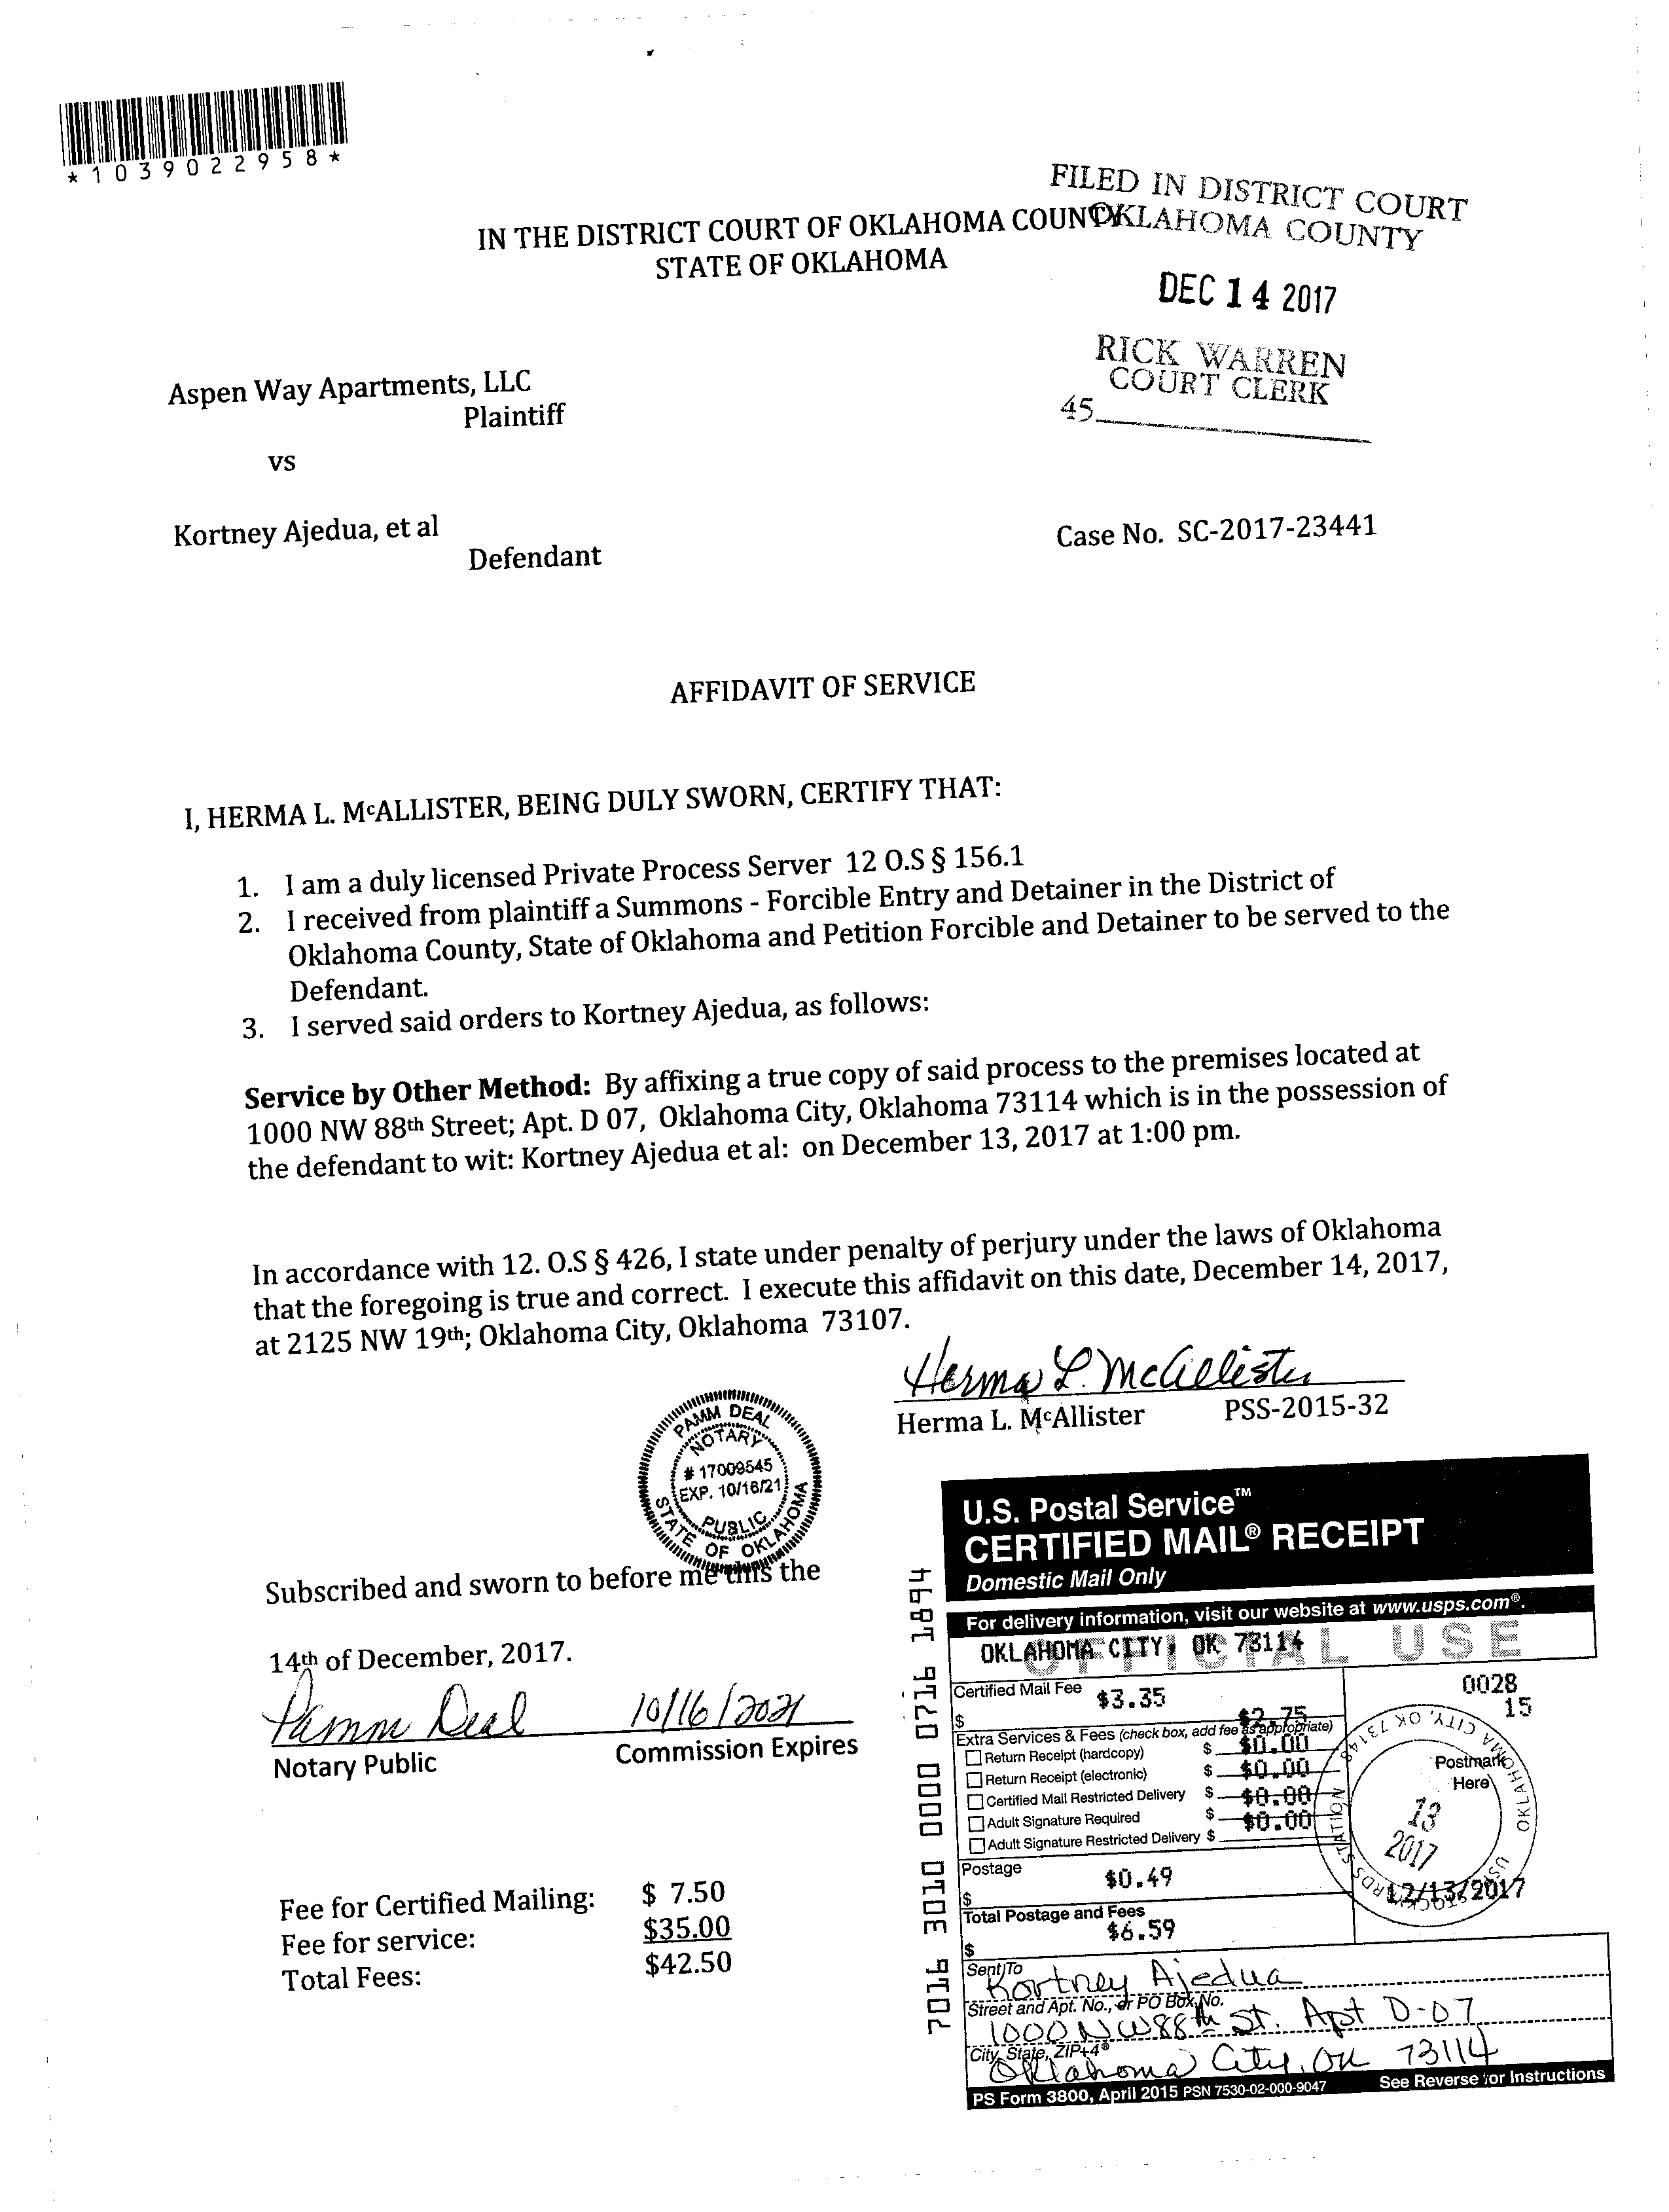 *1039022958*
FILED IN DISTRICT COURT
OKLAHOMA COUNTY
IN THE DISTRICT COURT OF OKLAHOMA COUNTY
STATE OF OKLAHOMA
DEC 14 2017
RICK WARREN
COURT CLERK
45
Aspen Way Apartments, LLC
Plaintiff
vs
Kortney Ajedua, et al
Defendant
Case No. SC-2017-23441
AFFIDAVIT OF SERVICE
I, HERMA L. McALLISTER, BEING DULY SWORN, CERTIFY THAT:
1. I am a duly licensed Private Process Server 12 O.S § 156.1
2. I received from plaintiff a Summons - Forcible Entry and Detainer in the District of
Oklahoma County, State of Oklahoma and Petition Forcible and Detainer to be served to the
Defendant.
3. I served said orders to Kortney Ajedua, as follows:
Service by Other Method: By affixing a true copy of said process to the premises located at
1000 NW 88th Street; Apt. D 07, Oklahoma City, Oklahoma 73114 which is in the possession of
the defendant to wit: Kortney Ajedua et al: on December 13, 2017 at 1:00 pm.
In accordance with 12. O.S § 426, I state under penalty of perjury under the laws of Oklahoma
that the foregoing is true and correct. I execute this affidavit on this date, December 14, 2017,
at 2125 NW 19th; Oklahoma City, Oklahoma 73107.
Herma L. McAllister
Herma L. McAllister PSS-2015-32
PAMM DEAL
NOTARY
# 17009545
EXP. 10/16/21
PUBLIC
STATE OF OKLAHOMA
Subscribed and sworn to before me this the
14th of December, 2017.
Pamm Deal 10/16/2021
Notary Public Commission Expires
Fee for Certified Mailing: $ 7.50
Fee for service: $35.00
Total Fees: $42.50
7016 3010 0000 0716 1894
U.S. Postal Service™
CERTIFIED MAIL® RECEIPT
Domestic Mail Only
For delivery information, visit our website at www.usps.com®.
OFFICIAL USE
OKLAHOMA CITY, OK 73114
Certified Mail Fee $3.35
$ $2.75
0028
15
Extra Services & Fees (check box, add fee as appropriate)
Return Receipt (hardcopy) $ $0.00
Return Receipt (electronic) $ $0.00
Certified Mail Restricted Delivery $ $0.00
Adult Signature Required $ $0.00
Adult Signature Restricted Delivery $
Postmark
Here
OKLAHOMA CITY, OK 73148
STOCKYARDS STATION
USPS
13
2017
12/13/2017
Postage $0.49
$
Total Postage and Fees
$6.59
$
Sent To
Kortney Ajedua
Street and Apt. No., or PO Box No.
1000 NW 88th St. Apt D-07
City, State, ZIP+4®
Oklahoma City, OK 73114
PS Form 3800, April 2015 PSN 7530-02-000-9047 See Reverse for Instructions